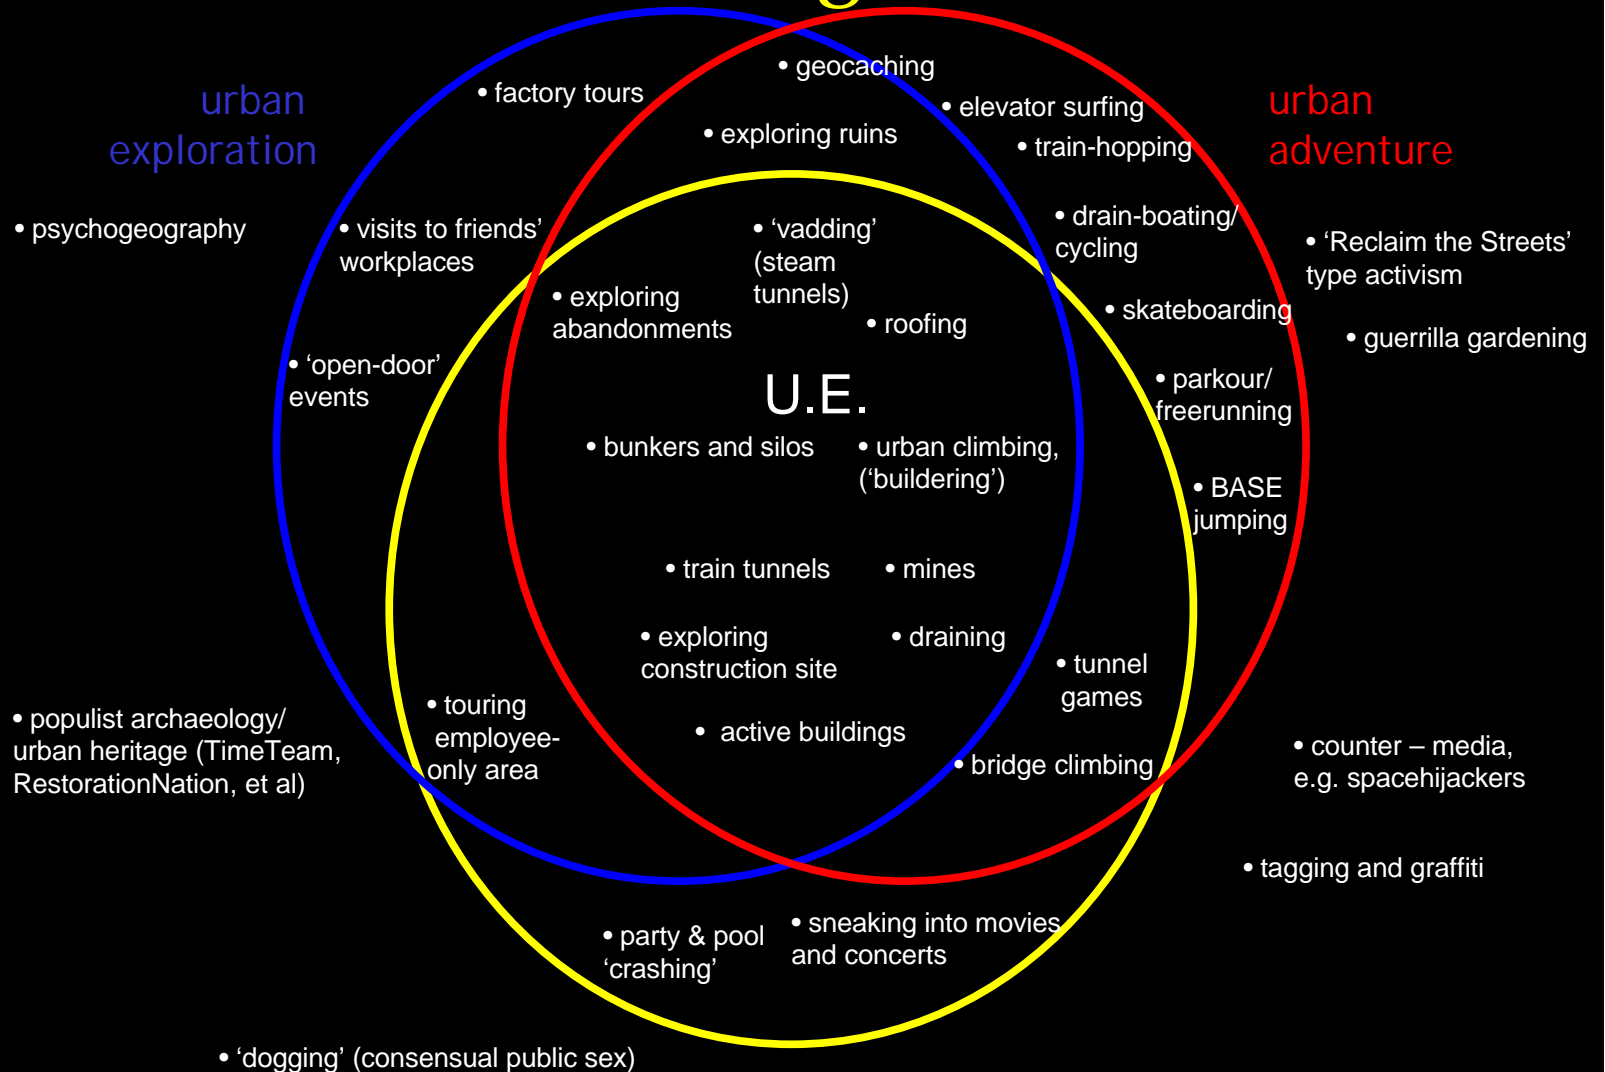 g
• geocaching
• factory tours
urban
exploration
• elevator surfing
urban
adventure
• exploring ruins
• train-hopping
• psychogeography
• visits to friends’
workplaces
• ‘vadding’
(steam
tunnels)
• drain-boating/
cycling
• ‘Reclaim the Streets’
type activism
• exploring
abandonments
• roofing
• skateboarding
• guerrilla gardening
• ‘open-door’
events
U.E.
• parkour/
freerunning
• bunkers and silos
• urban climbing,
(‘buildering’)
• BASE
jumping
• train tunnels
• mines
• exploring
construction site
• draining
• tunnel
games
• populist archaeology/
urban heritage (TimeTeam,
RestorationNation, et al)
• touring
employee-
only area
• active buildings
• bridge climbing
• counter – media,
e.g. spacehijackers
• tagging and graffiti
• party & pool
‘crashing’
• sneaking into movies
and concerts
• ‘dogging’ (consensual public sex)